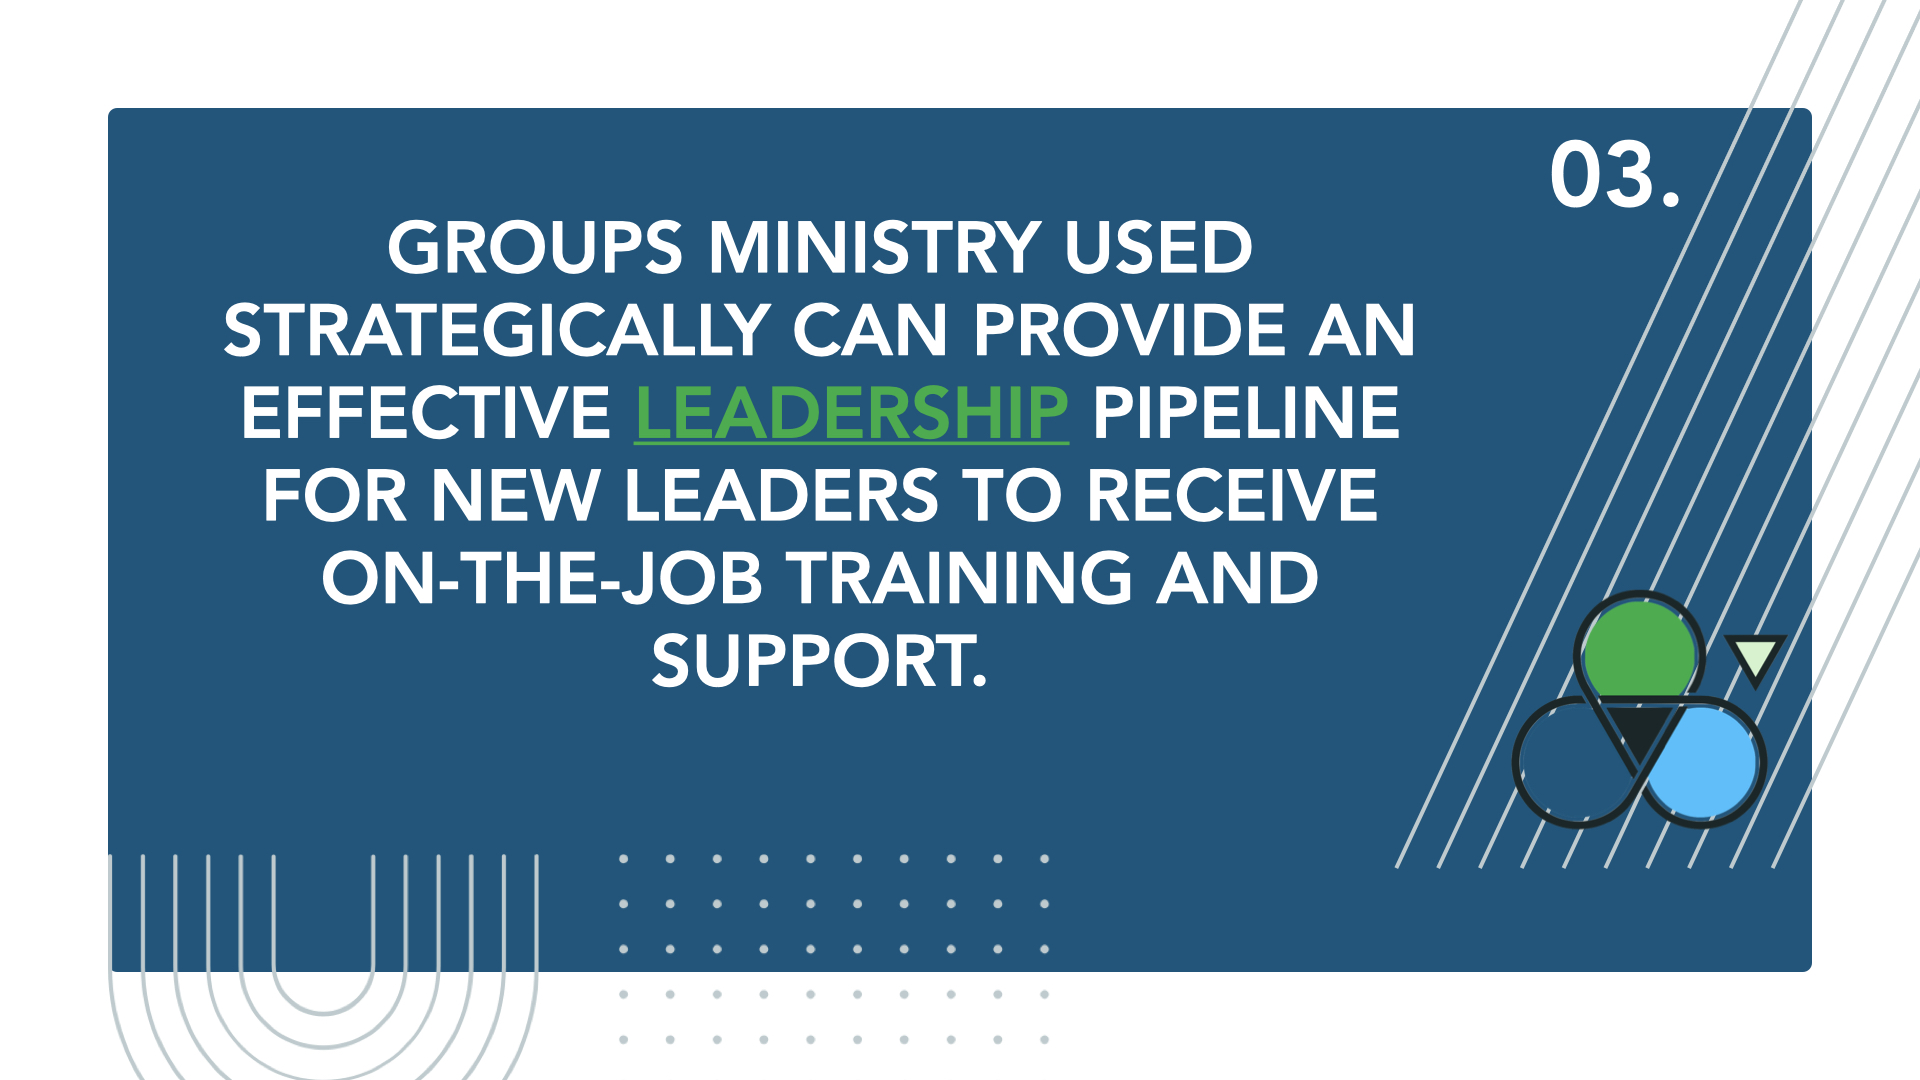 03.
GROUPS MINISTRY USED
STRATEGICALLY CAN PROVIDE AN
EFFECTIVE LEADERSHIP PIPELINE
FOR NEW LEADERS TO RECEIVE
ON-THE-JOB TRAINING AND
SUPPORT.